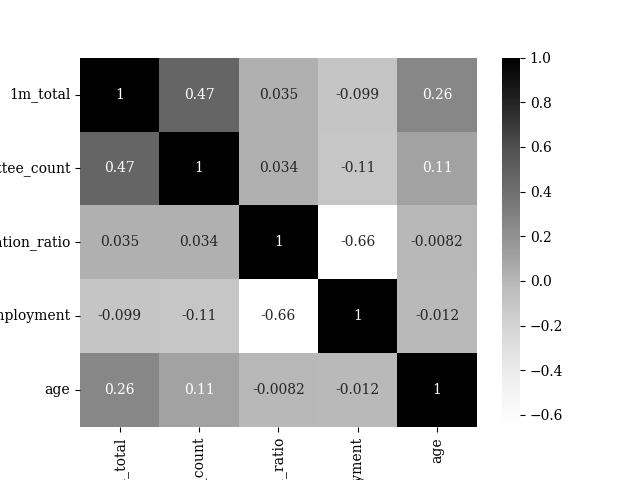 1m_total 1 0.47 0.035 -0.099 0.26
ttee_count 0.47 1 0.034 -0.11 0.11
ation_ratio 0.035 0.034 1 -0.66 -0.0082
mployment -0.099 -0.11 -0.66 1 -0.012
age 0.26 0.11 -0.0082 -0.012 1
_total _count _ratio yment age
1.0
0.8
0.6
0.4
0.2
0.0
−0.2
−0.4
−0.6